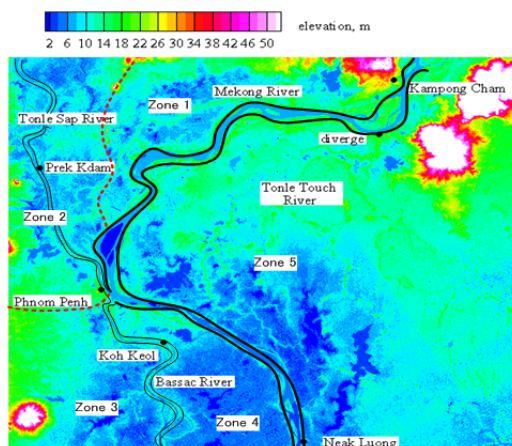 elevation, m
2 6 10 14 18 22 26 30 34 38 42 46 50
Zone 1
Mekong River
Kampong Cham
Tonle Sap River
diverge
Prek Kdam
Tonle Touch
River
Zone 2
Zone 5
Phnom Penh
Koh Keol
Bassac River
Zone 3
Zone 4
Neak Luong